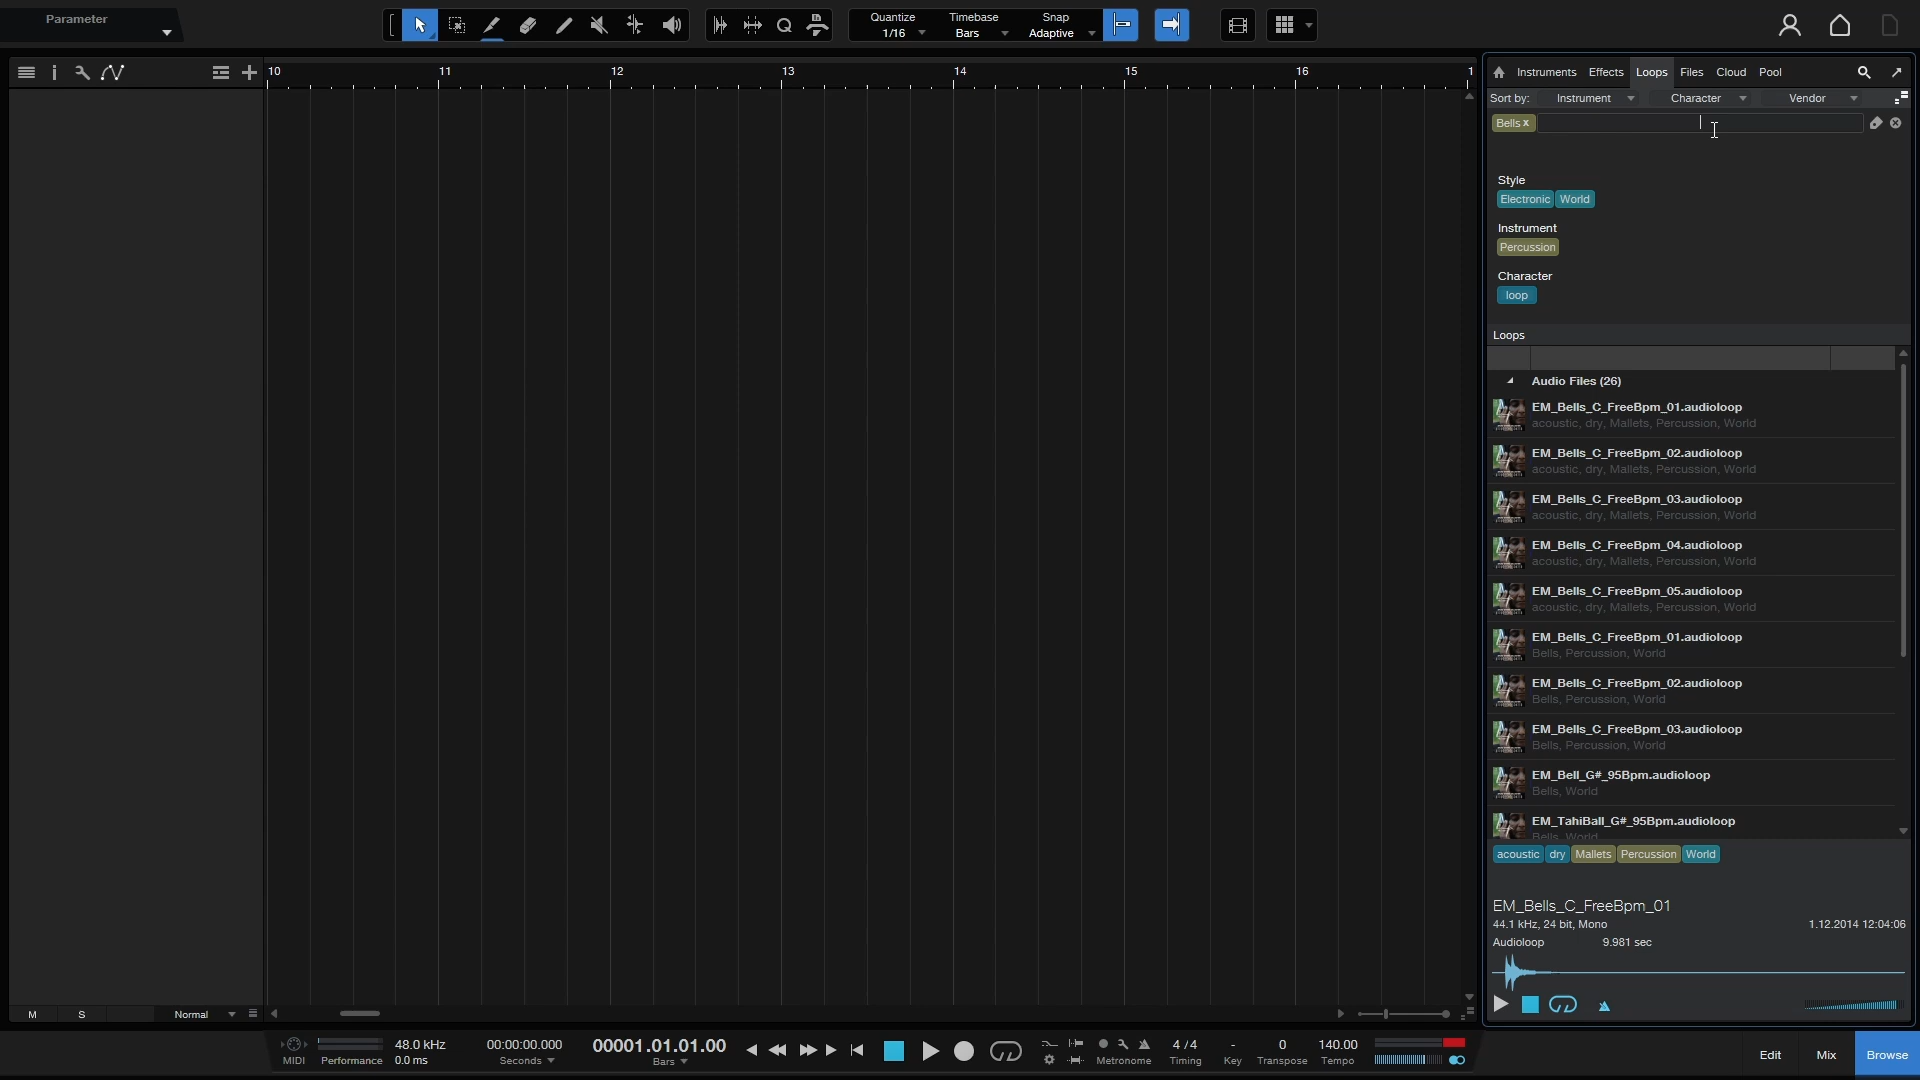 Parameter
Quantize
1/16
Timebase
Bars
Snap
Adaptive
10 11 12 13 14 15 16 1
Instruments Effects Loops Files Cloud Pool
Sort by: Instrument Character Vendor
Bells x
Style
Electronic World
Instrument
Percussion
Character
loop
Loops
Audio Files (26)
EM_Bells_C_FreeBpm_01.audioloop
acoustic, dry, Mallets, Percussion, World
EM_Bells_C_FreeBpm_02.audioloop
acoustic, dry, Mallets, Percussion, World
EM_Bells_C_FreeBpm_03.audioloop
acoustic, dry, Mallets, Percussion, World
EM_Bells_C_FreeBpm_04.audioloop
acoustic, dry, Mallets, Percussion, World
EM_Bells_C_FreeBpm_05.audioloop
acoustic, dry, Mallets, Percussion, World
EM_Bells_C_FreeBpm_01.audioloop
Bells, Percussion, World
EM_Bells_C_FreeBpm_02.audioloop
Bells, Percussion, World
EM_Bells_C_FreeBpm_03.audioloop
Bells, Percussion, World
EM_Bell_G#_95Bpm.audioloop
Bells, World
EM_TahiBall_G#_95Bpm.audioloop
Bells, World
acoustic dry Mallets Percussion World
EM_Bells_C_FreeBpm_01
44.1 kHz, 24 bit, Mono 1.12.2014 12:04:06
Audioloop 9.981 sec
M S Normal
MIDI
Performance
48.0 kHz
0.0 ms
00:00:00.000
Seconds
00001.01.01.00
Bars
Metronome
4 / 4
Timing
-
Key
0
Transpose
140.00
Tempo
Edit Mix Browse